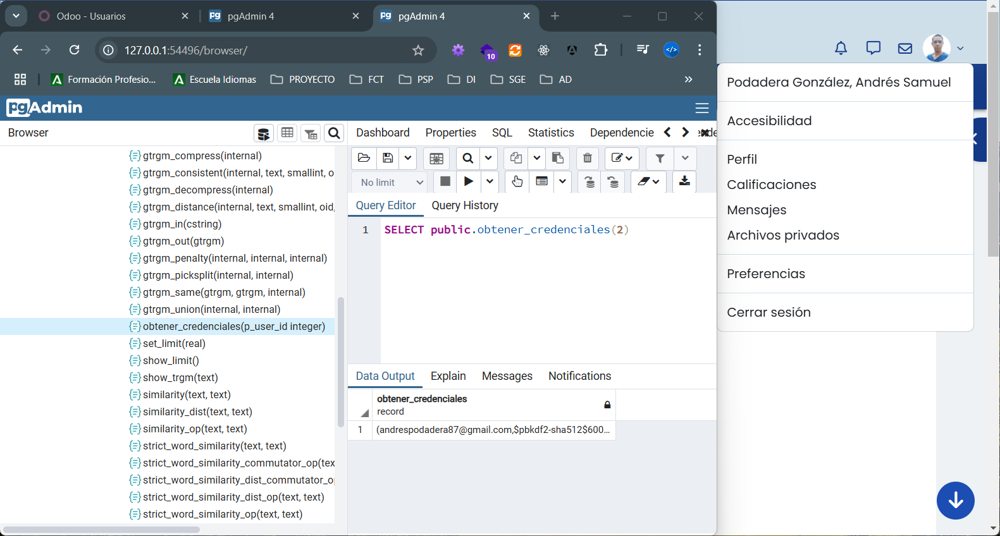 Odoo - Usuarios
pgAdmin 4
pgAdmin 4
127.0.0.1:54496/browser/
10
Formación Profesio...
Escuela Idiomas
PROYECTO
FCT
PSP
DI
SGE
AD
pgAdmin
Browser
gtrgm_compress(internal)
gtrgm_consistent(internal, text, smallint, o
gtrgm_decompress(internal)
gtrgm_distance(internal, text, smallint, oid,
gtrgm_in(cstring)
gtrgm_out(gtrgm)
gtrgm_penalty(internal, internal, internal)
gtrgm_picksplit(internal, internal)
gtrgm_same(gtrgm, gtrgm, internal)
gtrgm_union(internal, internal)
obtener_credenciales(p_user_id integer)
set_limit(real)
show_limit()
show_trgm(text)
similarity(text, text)
similarity_dist(text, text)
similarity_op(text, text)
strict_word_similarity(text, text)
strict_word_similarity_commutator_op(tex
strict_word_similarity_dist_commutator_o
strict_word_similarity_dist_op(text, text)
strict_word_similarity_op(text, text)
Dashboard
Properties
SQL
Statistics
Dependencie
No limit
Query Editor
Query History
1
SELECT public.obtener_credenciales(2)
Data Output
Explain
Messages
Notifications
obtener_credenciales
record
1
(andrespodadera87@gmail.com,$pbkdf2-sha512$600...
Podadera González, Andrés Samuel
Accesibilidad
Perfil
Calificaciones
Mensajes
Archivos privados
Preferencias
Cerrar sesión